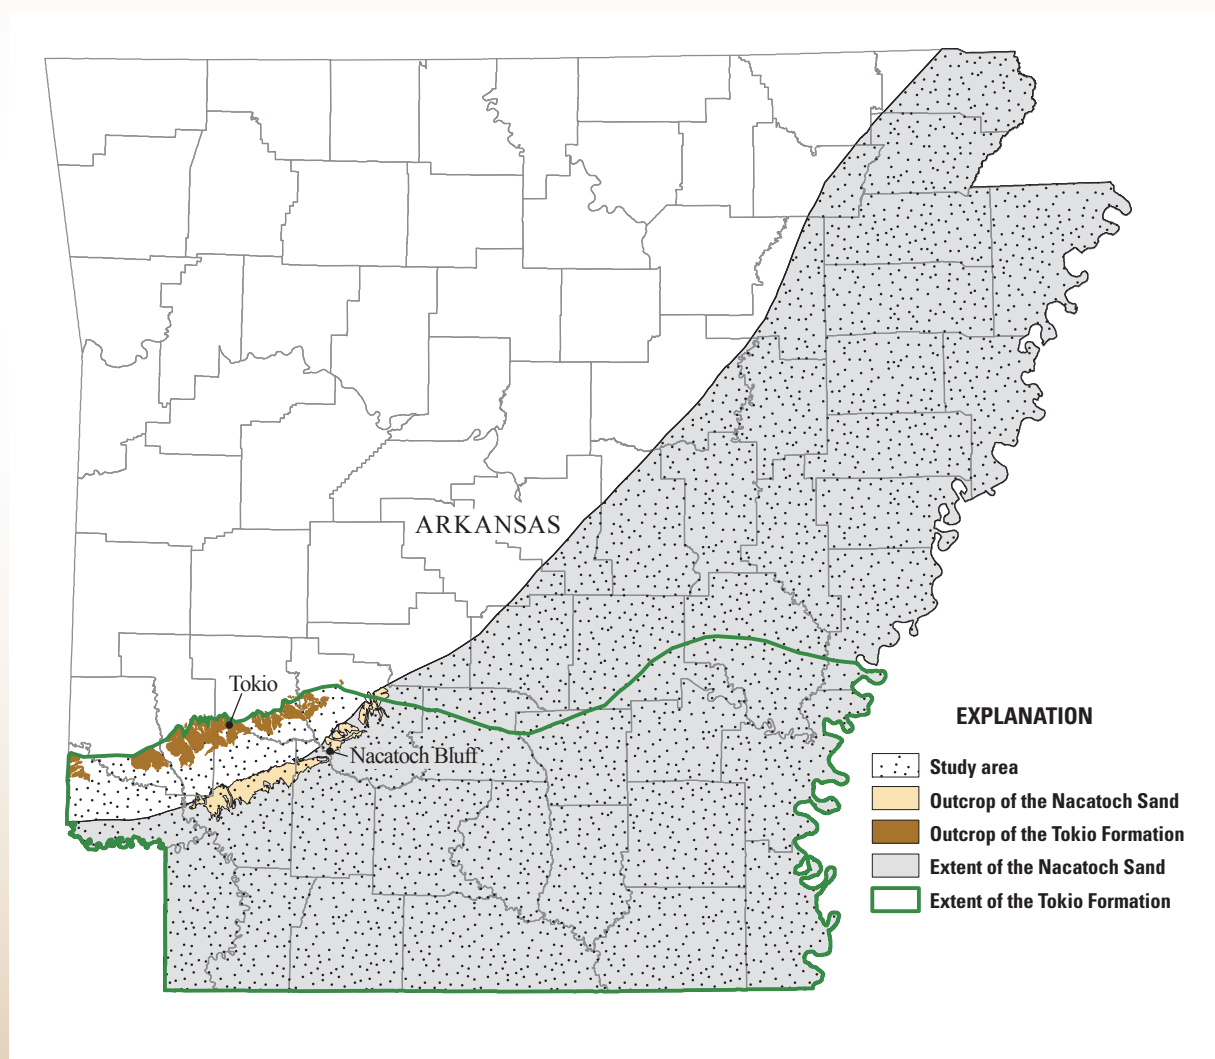 ARKANSAS
Tokio
Nacatoch Bluff
EXPLANATION
Study area
Outcrop of the Nacatoch Sand
Outcrop of the Tokio Formation
Extent of the Nacatoch Sand
Extent of the Tokio Formation